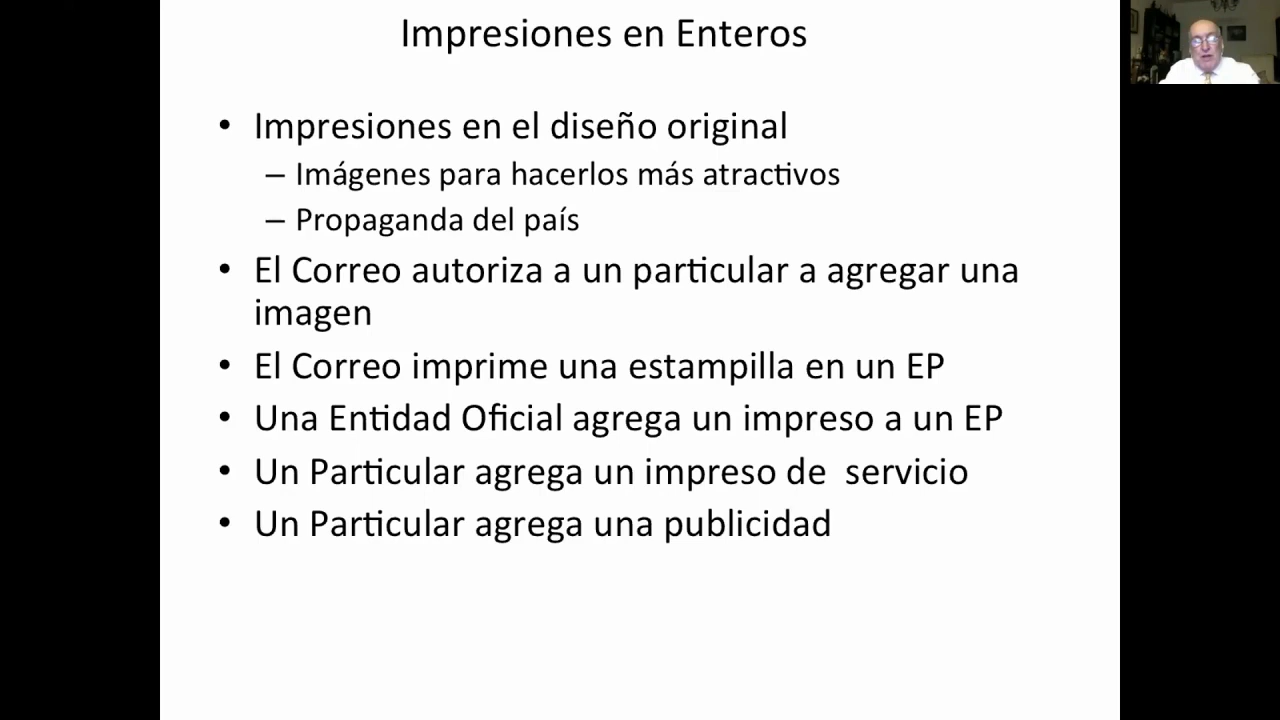 Impresiones en Enteros
• Impresiones en el diseño original
– Imágenes para hacerlos más atractivos
– Propaganda del país
• El Correo autoriza a un particular a agregar una
imagen
• El Correo imprime una estampilla en un EP
• Una Entidad Oficial agrega un impreso a un EP
• Un Particular agrega un impreso de  servicio
• Un Particular agrega una publicidad